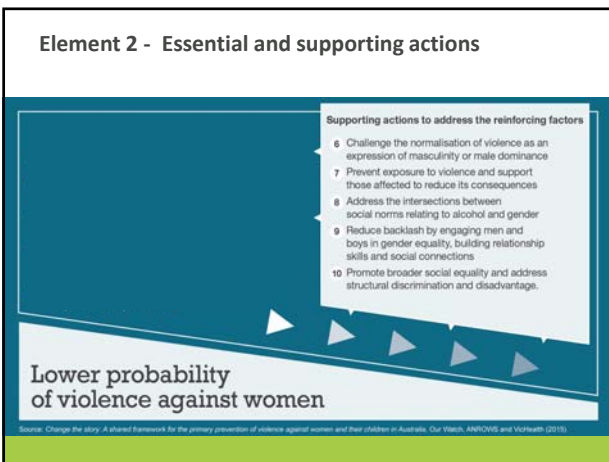 Element 2 - Essential and supporting actions
Supporting actions to address the reinforcing factors
6 Challenge the normalisation of violence as an
expression of masculinity or male dominance
7 Prevent exposure to violence and support
those affected to reduce its consequences
8 Address the intersections between
social norms relating to alcohol and gender
9 Reduce backlash by engaging men and
boys in gender equality, building relationship
skills and social connections
10 Promote broader social equality and address
structural discrimination and disadvantage.
Lower probability
of violence against women
Source: Change the story: A shared framework for the primary prevention of violence against women and their children in Australia, Our Watch, ANROWS and VicHealth (2015).